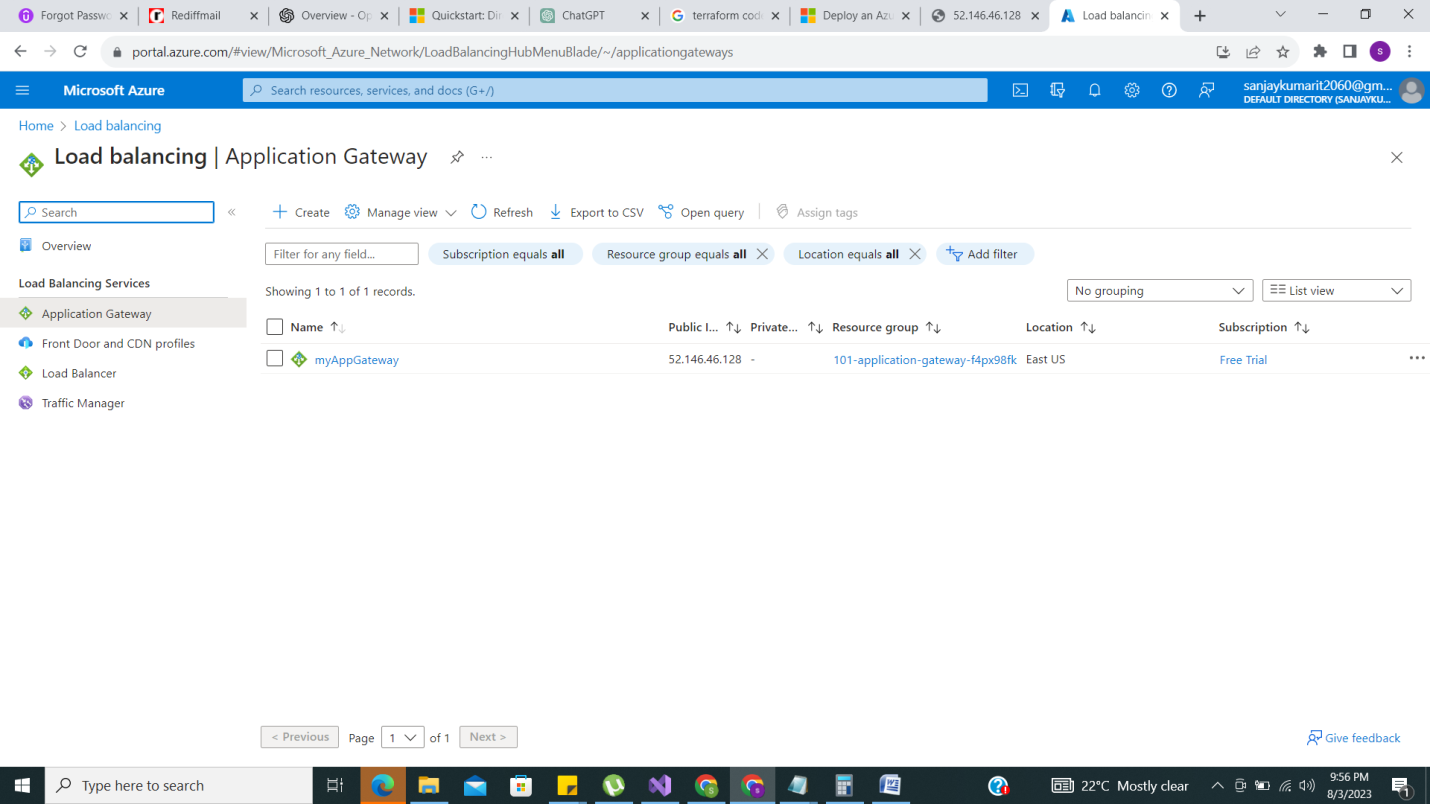 Forgot Passwo
Rediffmail
Overview - Op
Quickstart: Dir
ChatGPT
terraform cod
Deploy an Azu
52.146.46.128
Load balancin
portal.azure.com/#view/Microsoft_Azure_Network/LoadBalancingHubMenuBlade/~/applicationgateways
s
Microsoft Azure
Search resources, services, and docs (G+/)
sanjaykumarit2060@gm...
DEFAULT DIRECTORY (SANJAYKU...
Home > Load balancing
Load balancing | Application Gateway
...
Search
«
Create
Manage view
Refresh
Export to CSV
Open query
Assign tags
Overview
Filter for any field...
Subscription equals all
Resource group equals all
Location equals all
Add filter
Load Balancing Services
Showing 1 to 1 of 1 records.
No grouping
List view
Application Gateway
Front Door and CDN profiles
Load Balancer
Traffic Manager
Name
Public I...
Private...
Resource group
Location
Subscription
myAppGateway
52.146.46.128
-
101-application-gateway-f4px98fk
East US
Free Trial
...
< Previous
Page
1
of 1
Next >
Give feedback
Type here to search
S
S
W
22°C Mostly clear
9:56 PM
8/3/2023
1